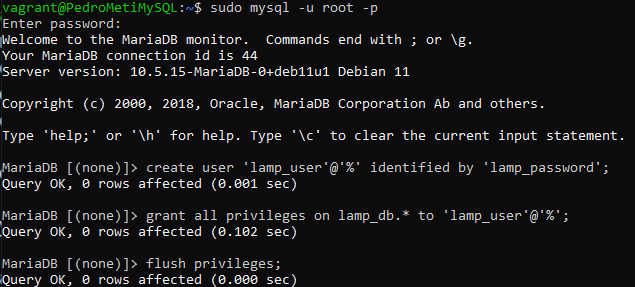 vagrant@PedroMetiMySQL:~$ sudo mysql -u root -p
Enter password:
Welcome to the MariaDB monitor.  Commands end with ; or \g.
Your MariaDB connection id is 44
Server version: 10.5.15-MariaDB-0+deb11u1 Debian 11
Copyright (c) 2000, 2018, Oracle, MariaDB Corporation Ab and others.
Type 'help;' or '\h' for help. Type '\c' to clear the current input statement.
MariaDB [(none)]> create user 'lamp_user'@'%' identified by 'lamp_password';
Query OK, 0 rows affected (0.001 sec)
MariaDB [(none)]> grant all privileges on lamp_db.* to 'lamp_user'@'%';
Query OK, 0 rows affected (0.102 sec)
MariaDB [(none)]> flush privileges;
Query OK, 0 rows affected (0.000 sec)